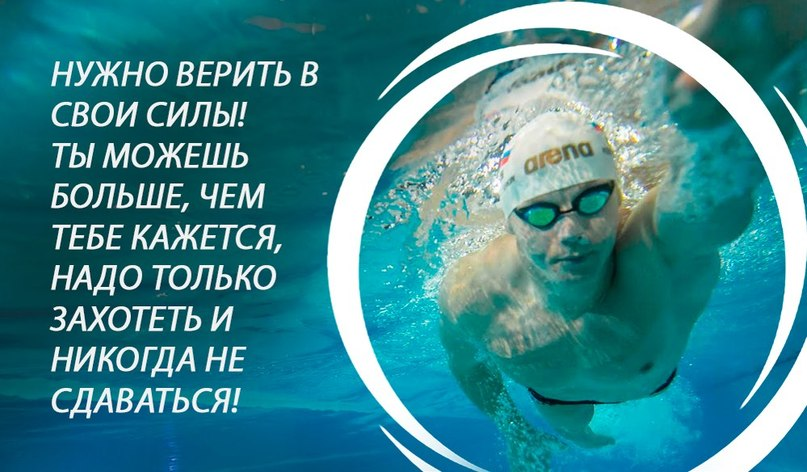 НУЖНО ВЕРИТЬ В
СВОИ СИЛЫ!
ТЫ МОЖЕШЬ
БОЛЬШЕ, ЧЕМ
ТЕБЕ КАЖЕТСЯ,
НАДО ТОЛЬКО
ЗАХОТЕТЬ И
НИКОГДА НЕ
СДАВАТЬСЯ!
arena